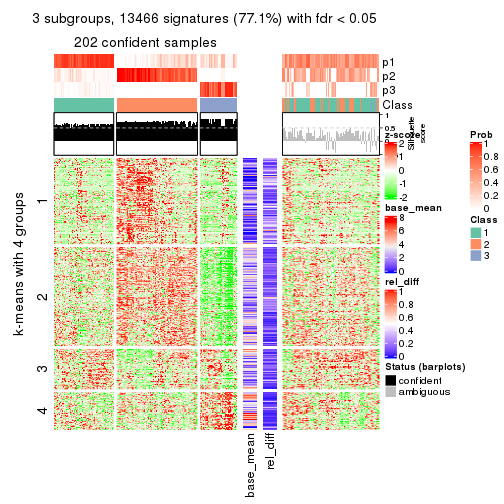 3 subgroups, 13466 signatures (77.1%) with fdr < 0.05
202 confident samples
p1
p2
p3
Class
1
0.5
0
Silhouette
score
k-means with 4 groups
1
2
3
4
base_mean
rel_diff
z-score
2
1
0
-1
-2
base_mean
8
6
4
2
0
rel_diff
1
0.8
0.6
0.4
0.2
0
Status (barplots)
confident
ambiguous
Prob
1
0.8
0.6
0.4
0.2
0
Class
1
2
3